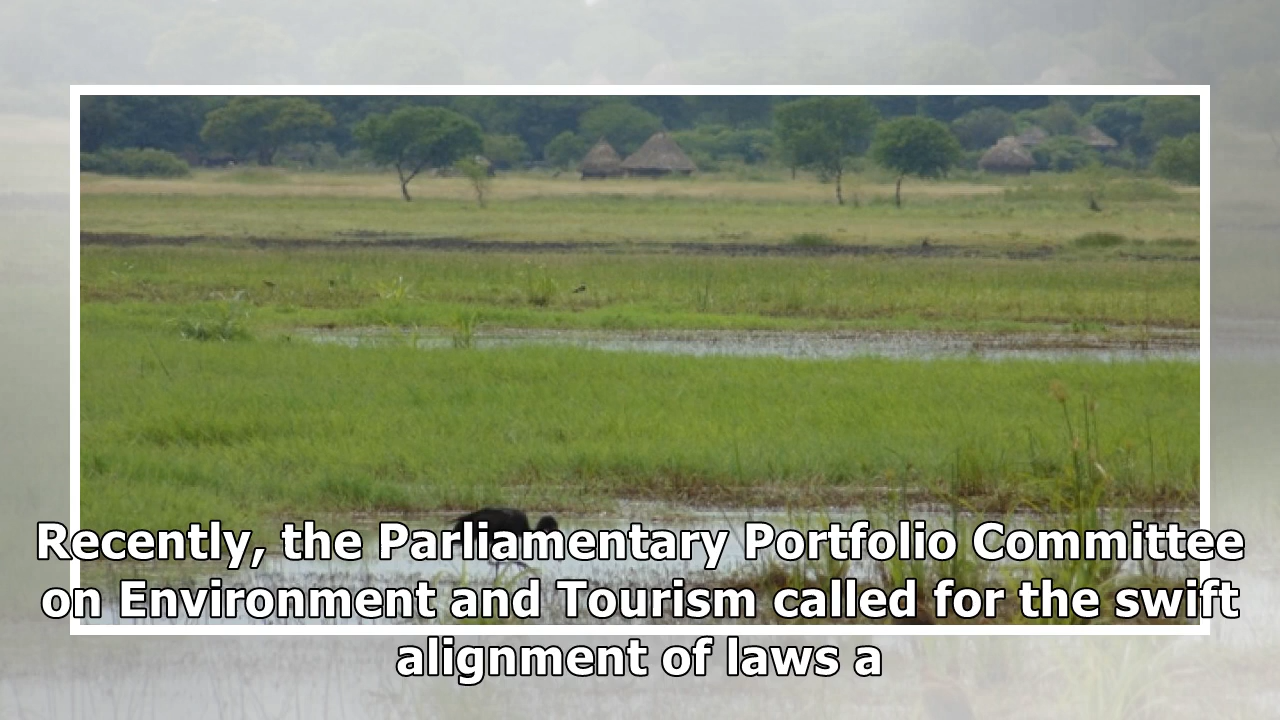 Recently, the Parliamentary Portfolio Committee
on Environment and Tourism called for the swift
alignment of laws a